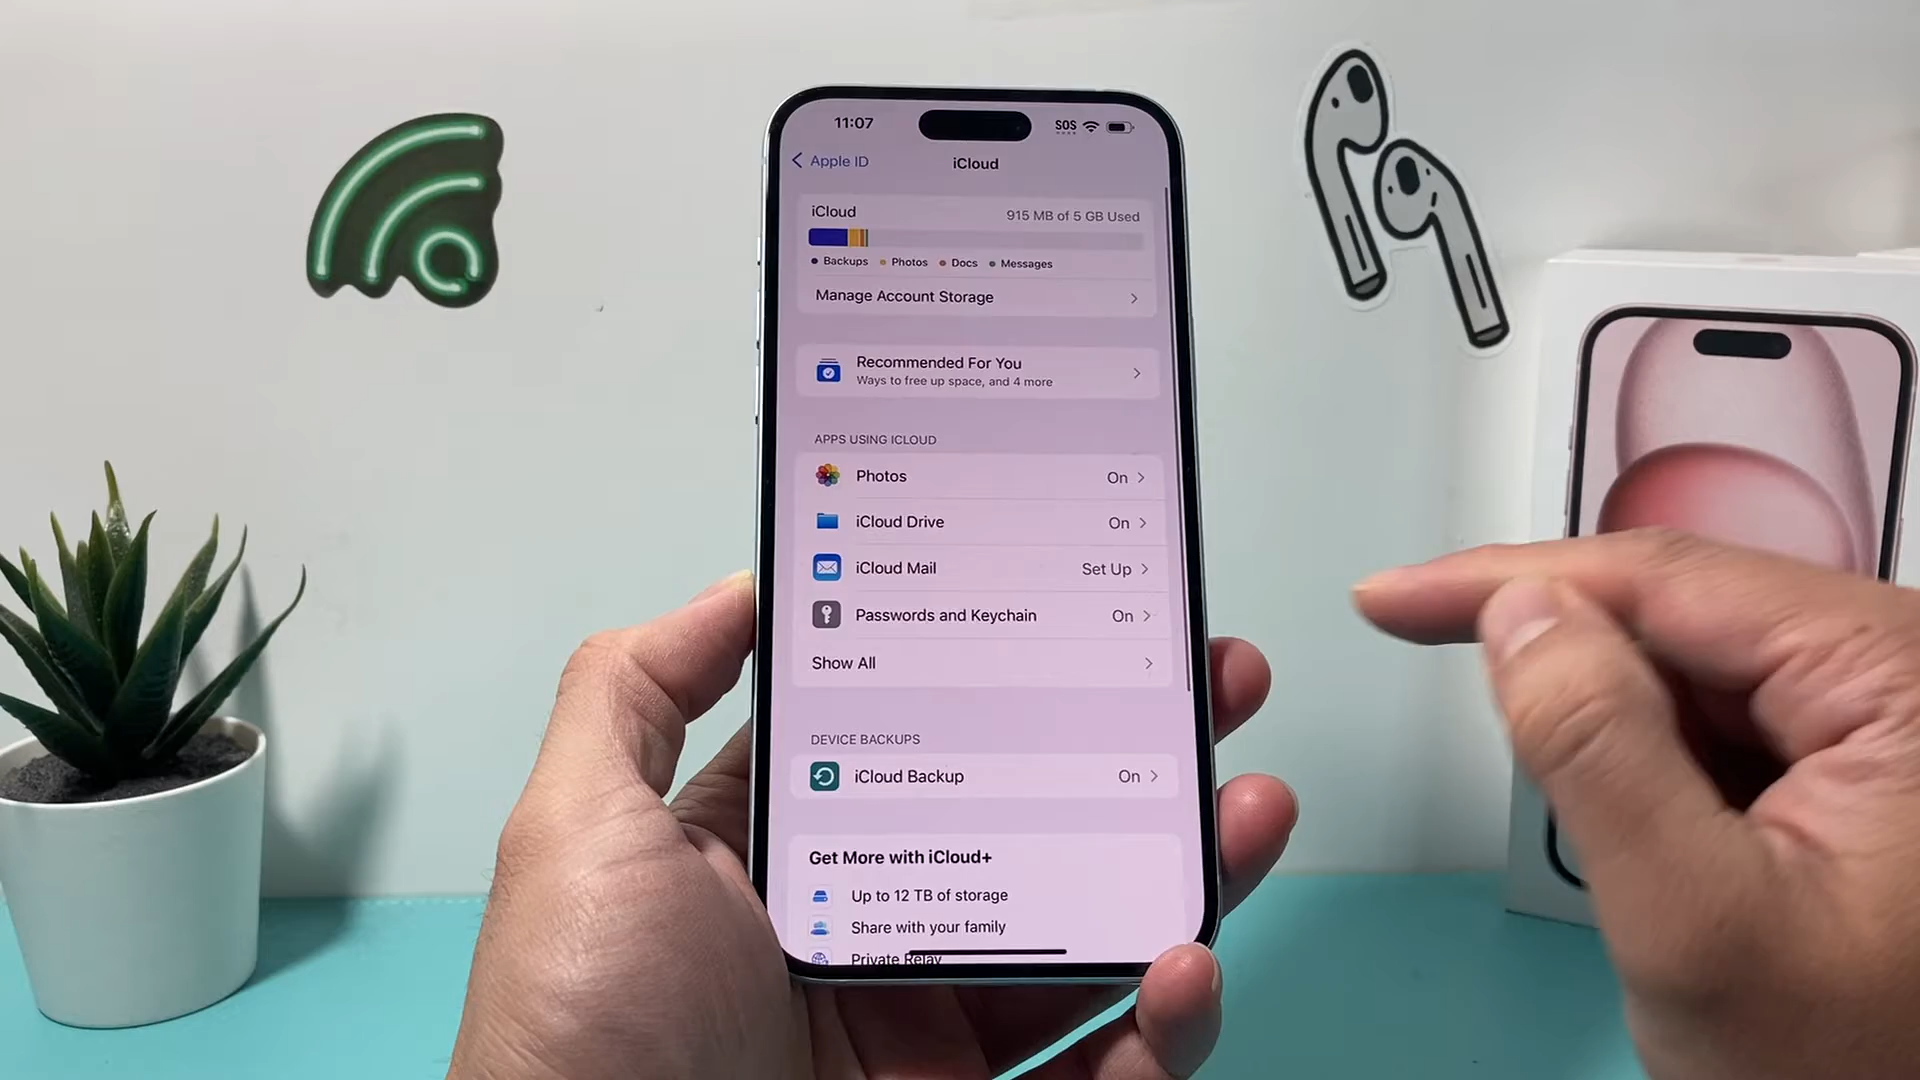 11:07 SOS
Apple ID
iCloud
iCloud 915 MB of 5 GB Used
Backups Photos Docs Messages
Manage Account Storage
Recommended For You
Ways to free up space, and 4 more
APPS USING ICLOUD
Photos On
iCloud Drive On
iCloud Mail Set Up
Passwords and Keychain On
Show All
DEVICE BACKUPS
iCloud Backup On
Get More with iCloud+
Up to 12 TB of storage
Share with your family
Private Relay